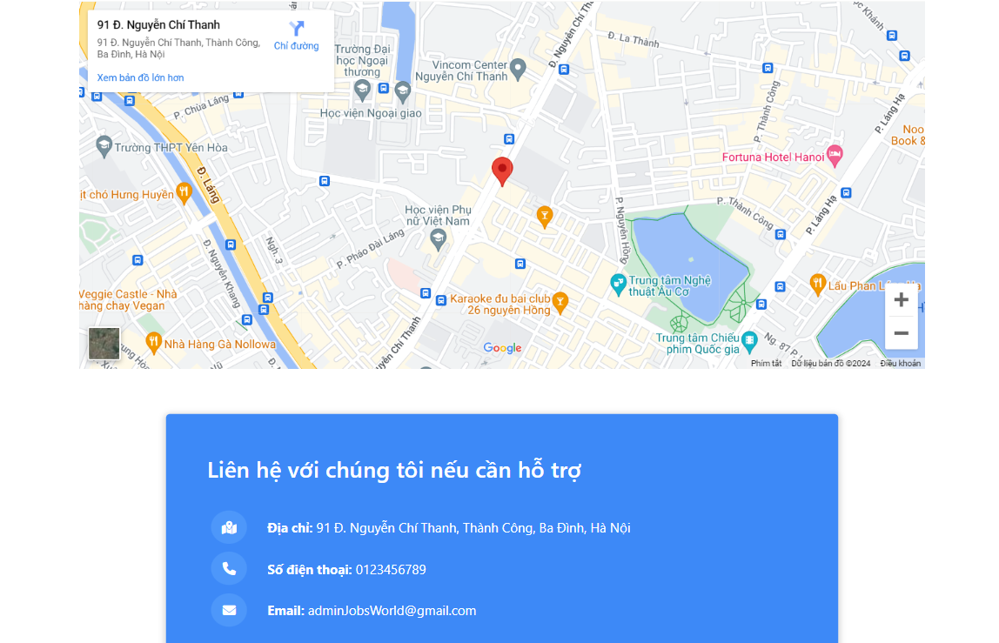 91 Đ. Nguyễn Chí Thanh
91 Đ. Nguyễn Chí Thanh, Thành Công,
Ba Đình, Hà Nội
Chỉ đường
Xem bản đồ lớn hơn
Đ. Nguyễn Chí Thanh
Đ. La Thành
Trường Đại
học Ngoại
thương
Vincom Center
Nguyễn Chí Thanh
P. Chùa Láng
Học viện Ngoại giao
P. Thành Công
P. Láng Hạ
Noo
Book &
Trường THPT Yên Hòa
Fortuna Hotel Hanoi
Đ. Láng
ịt chó Hưng Huyền
Học viện Phụ
nữ Việt Nam
P. Nguyên Hồng
P. Thành Công
P. Láng Hạ
P. Pháo Đài Láng
Ngh. 3
Đ. Nguyễn Khang
Veggie Castle - Nhà
hàng chay Vegan
Karaoke đu bai club
26 nguyên Hồng
Trung tâm Nghệ
thuật Âu Cơ
Lẩu Phan
Nhà Hàng Gà Nollowa
Trung tâm Chiếu
phim Quốc gia
Ng. 87 P. L
Nguyễn Chí Thanh
Google
Phím tắt
Dữ liệu bản đồ ©2024
Điều khoản
Liên hệ với chúng tôi nếu cần hỗ trợ
Địa chỉ: 91 Đ. Nguyễn Chí Thanh, Thành Công, Ba Đình, Hà Nội
Số điện thoại: 0123456789
Email: adminJobsWorld@gmail.com